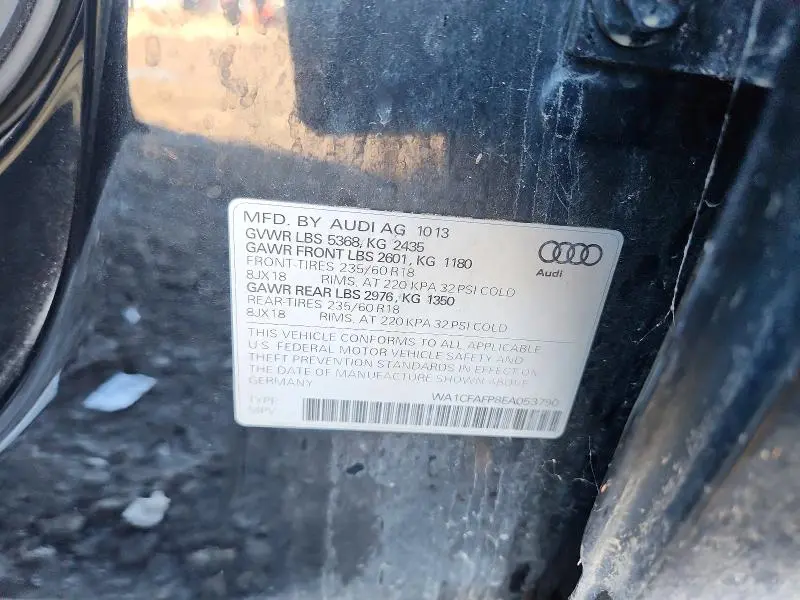 MFD. BY AUDI AG 10 13
GVWR LBS 5368, KG 2435
GAWR FRONT LBS 2601, KG 1180
FRONT-TIRES 235/60 R18
8JX18 RIMS, AT 220 KPA 32 PSI COLD
GAWR REAR LBS 2976, KG 1350
REAR-TIRES 235/60 R18
8JX18 RIMS, AT 220 KPA 32 PSI COLD
Audi
THIS VEHICLE CONFORMS TO ALL APPLICABLE
U.S. FEDERAL MOTOR VEHICLE SAFETY AND
THEFT PREVENTION STANDARDS IN EFFECT ON
THE DATE OF MANUFACTURE SHOWN ABOVE.
GERMANY
WA1CFAFP8EA053790
TYPE:
MPV